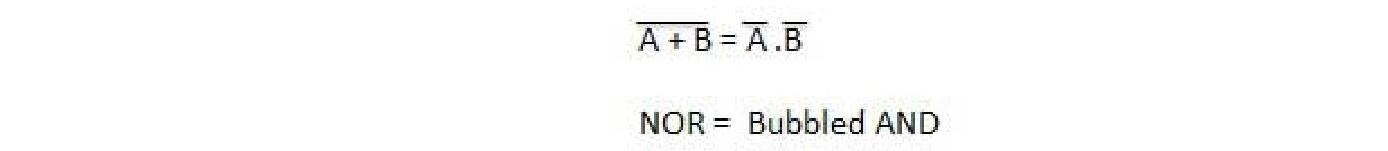 A̅ ̅+̅ ̅B̅ = A̅ . B̅
NOR = Bubbled AND